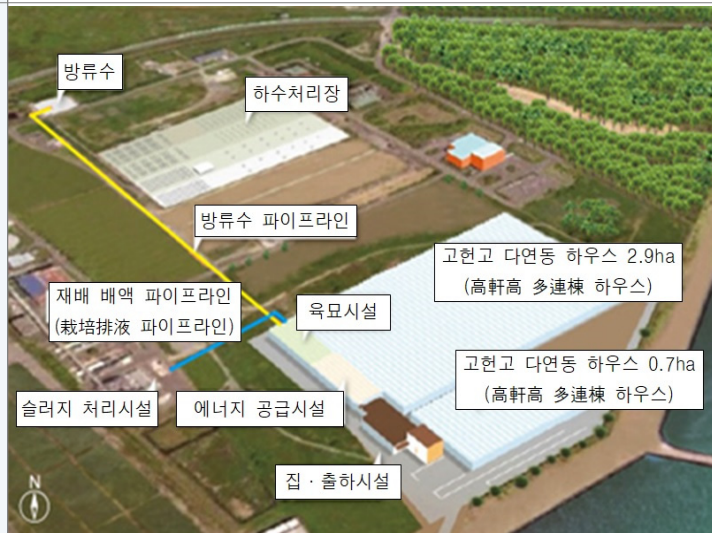 방류수
하수처리장
방류수 파이프라인
고헌고 다연동 하우스 2.9ha
(高軒高 多連棟 하우스)
재배 배액 파이프라인
(栽培排液 파이프라인)
육묘시설
고헌고 다연동 하우스 0.7ha
(高軒高 多連棟 하우스)
슬러지 처리시설
에너지 공급시설
집·출하시설
N